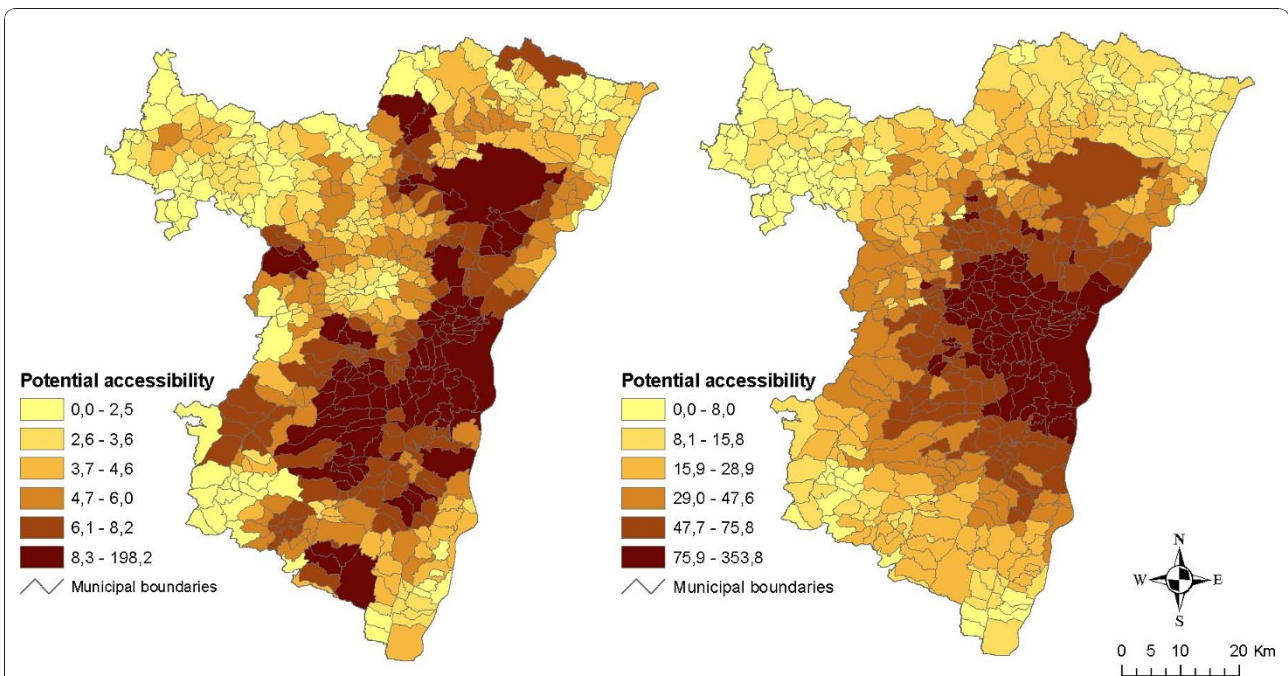 Potential accessibility
0,0 - 2,5
2,6 - 3,6
3,7 - 4,6
4,7 - 6,0
6,1 - 8,2
8,3 - 198,2
Municipal boundaries
Potential accessibility
0,0 - 8,0
8,1 - 15,8
15,9 - 28,9
29,0 - 47,6
47,7 - 75,8
75,9 - 353,8
Municipal boundaries
N
W E
S
0 5 10 20 Km